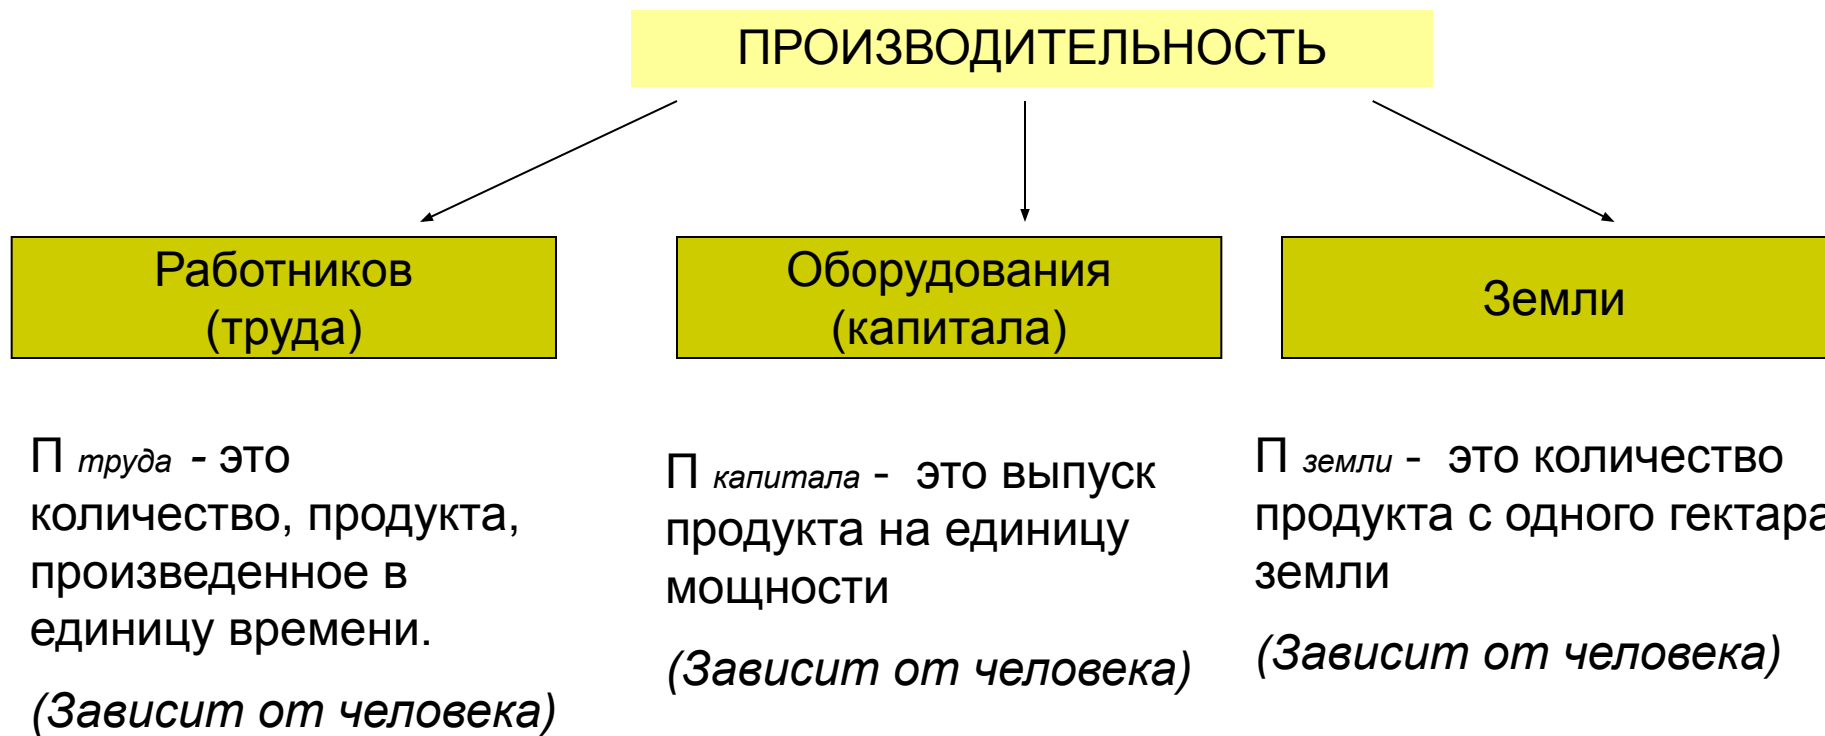 ПРОИЗВОДИТЕЛЬНОСТЬ
Работников
(труда)
Оборудования
(капитала)
Земли
П труда - это
количество, продукта,
произведенное в
единицу времени.
(Зависит от человека)
П капитала - это выпуск
продукта на единицу
мощности
(Зависит от человека)
П земли - это количество
продукта с одного гектара
земли
(Зависит от человека)